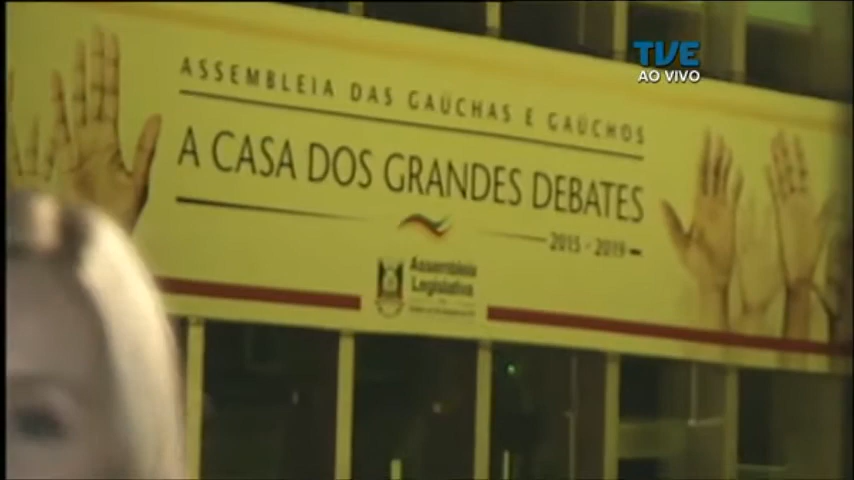 TVE
AO VIVO
ASSEMBLEIA DAS GAÚCHAS E GAÚCHOS
A CASA DOS GRANDES DEBATES
2015 - 2019
Assembleia
Legislativa